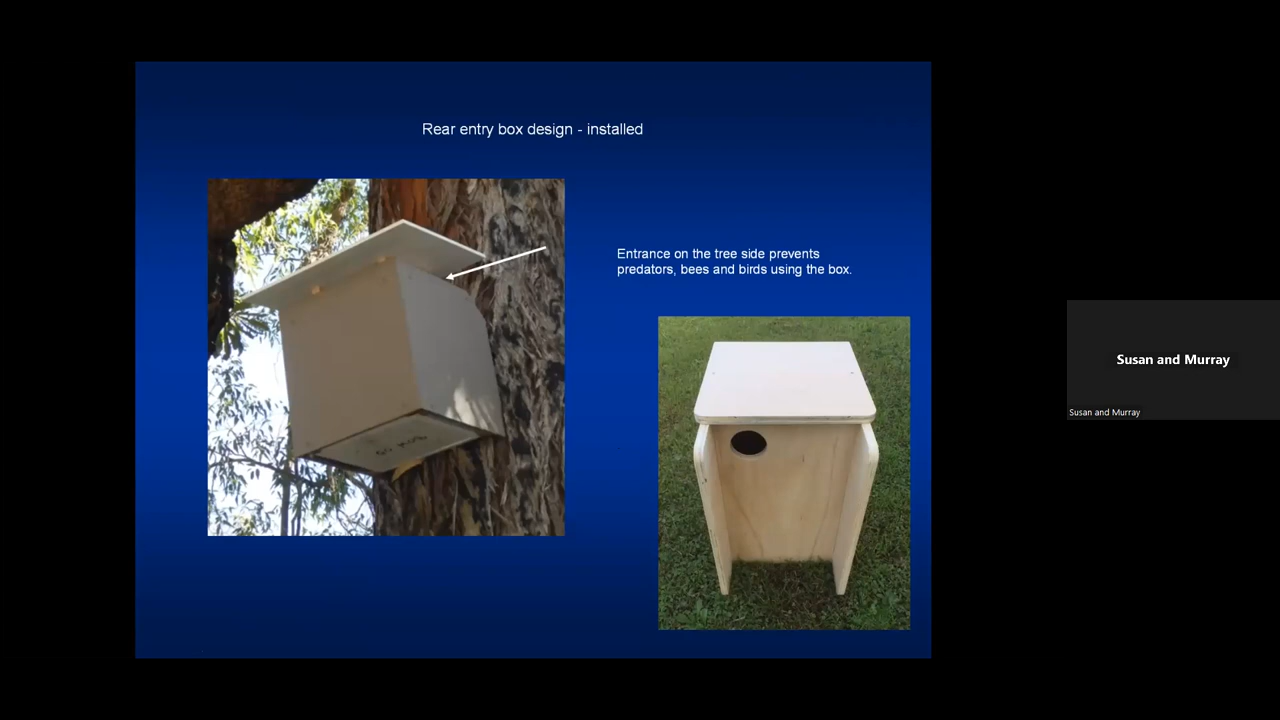 Rear entry box design - installed
Entrance on the tree side prevents
predators, bees and birds using the box.
Susan and Murray
Susan and Murray